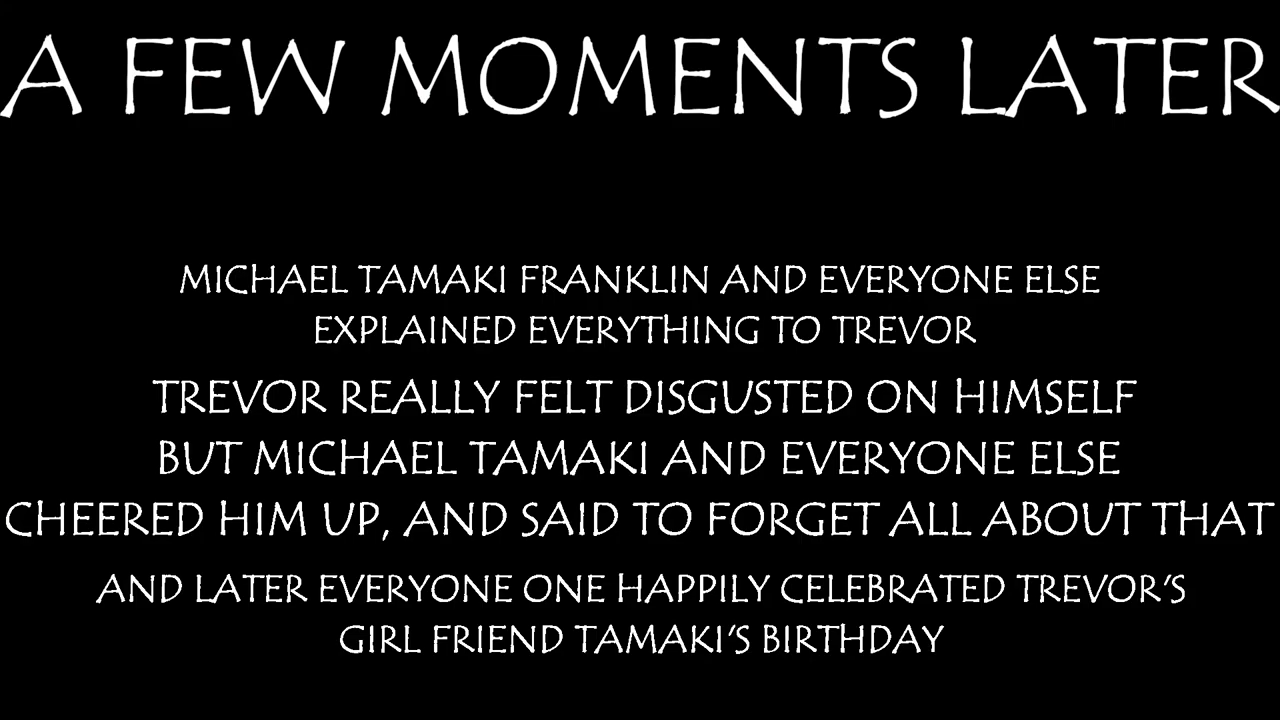 A FEW MOMENTS LATER
MICHAEL TAMAKI FRANKLIN AND EVERYONE ELSE
EXPLAINED EVERYTHING TO TREVOR
TREVOR REALLY FELT DISGUSTED ON HIMSELF
BUT MICHAEL TAMAKI AND EVERYONE ELSE
CHEERED HIM UP, AND SAID TO FORGET ALL ABOUT THAT
AND LATER EVERYONE ONE HAPPILY CELEBRATED TREVOR'S
GIRL FRIEND TAMAKI'S BIRTHDAY